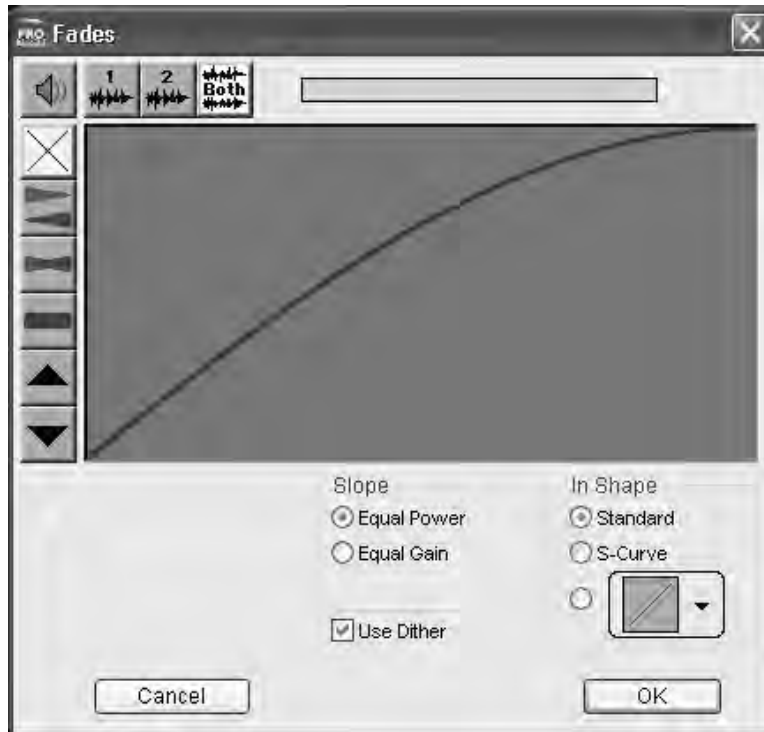 PRO Fades
1 2 Both
Slope
In Shape
Equal Power
Standard
Equal Gain
S-Curve
Use Dither
Cancel
OK